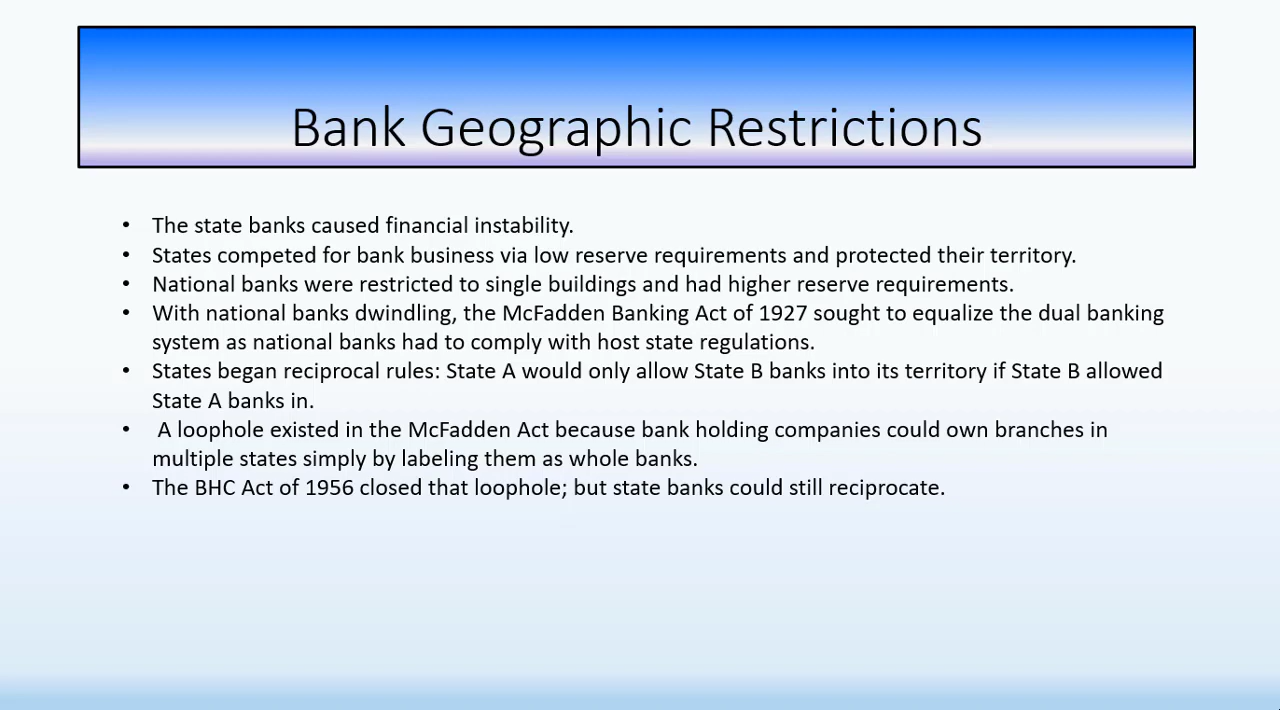 Bank Geographic Restrictions
• The state banks caused financial instability.
• States competed for bank business via low reserve requirements and protected their territory.
• National banks were restricted to single buildings and had higher reserve requirements.
• With national banks dwindling, the McFadden Banking Act of 1927 sought to equalize the dual banking
system as national banks had to comply with host state regulations.
• States began reciprocal rules: State A would only allow State B banks into its territory if State B allowed
State A banks in.
• A loophole existed in the McFadden Act because bank holding companies could own branches in
multiple states simply by labeling them as whole banks.
• The BHC Act of 1956 closed that loophole; but state banks could still reciprocate.